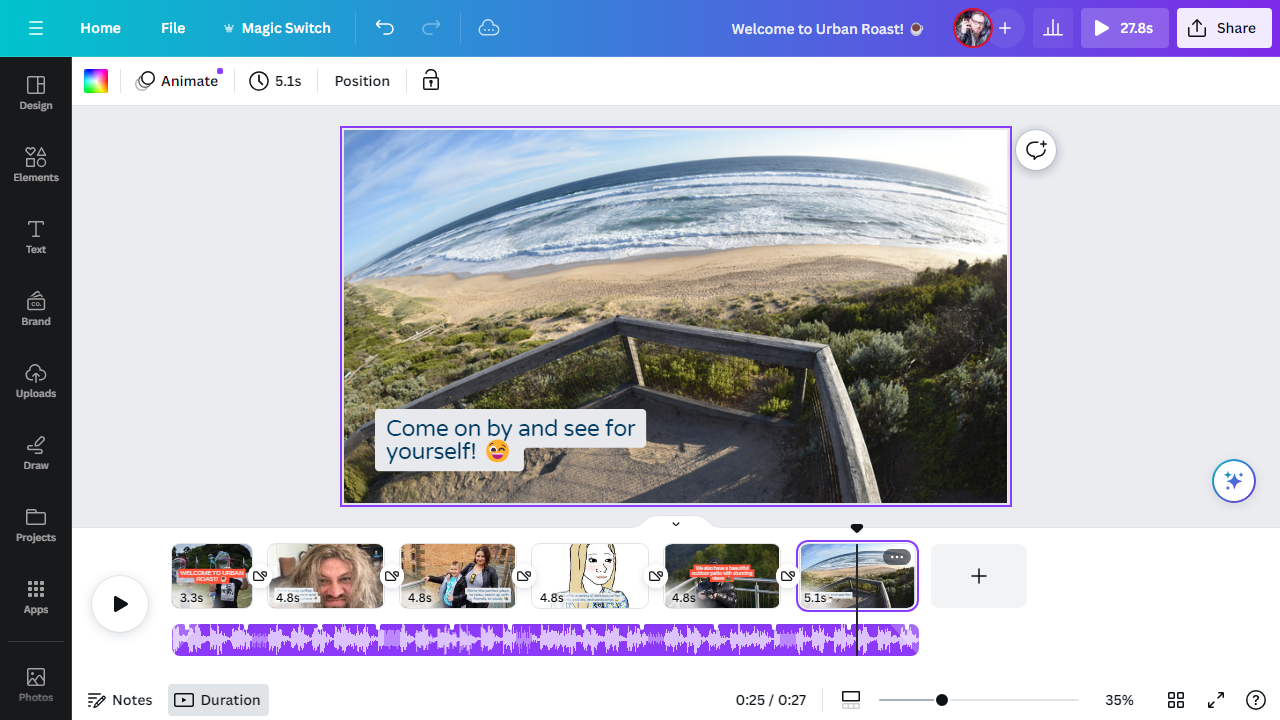 Home
File
Magic Switch
Welcome to Urban Roast! ☕
27.8s
Share
Design
Elements
Text
CO.
Brand
Uploads
Draw
Projects
Apps
Photos
Animate
5.1s
Position
Come on by and see for
yourself! 😄
WELCOME TO URBAN
ROAST!
3.3s
4.8s
4.8s
4.8s
We also have a beautiful
outdoor patio with stunning
views
4.8s
5.1s
Notes
Duration
0:25 / 0:27
35%